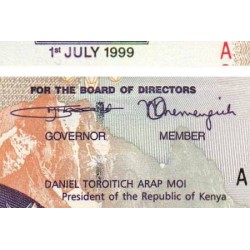 1st JULY 1999
A
FOR THE BOARD OF DIRECTORS
GOVERNOR MEMBER
A
DANIEL TOROITICH ARAP MOI
President of the Republic of Kenya